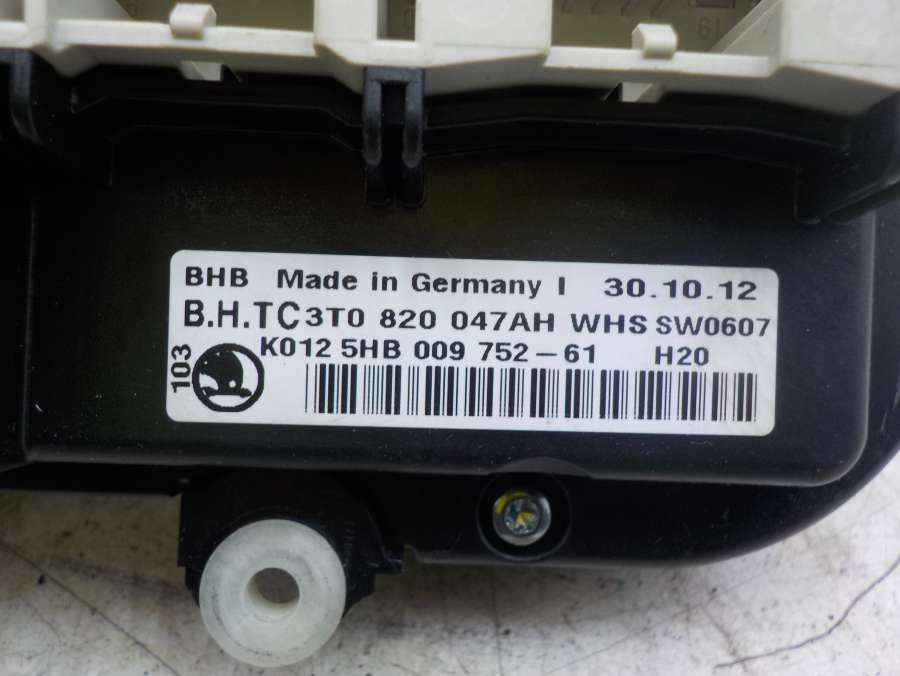 BHB Made in Germany I 30.10.12
B.H.TC 3T0 820 047AH WHS SW0607
K012 5HB 009 752-61 H20
103
19